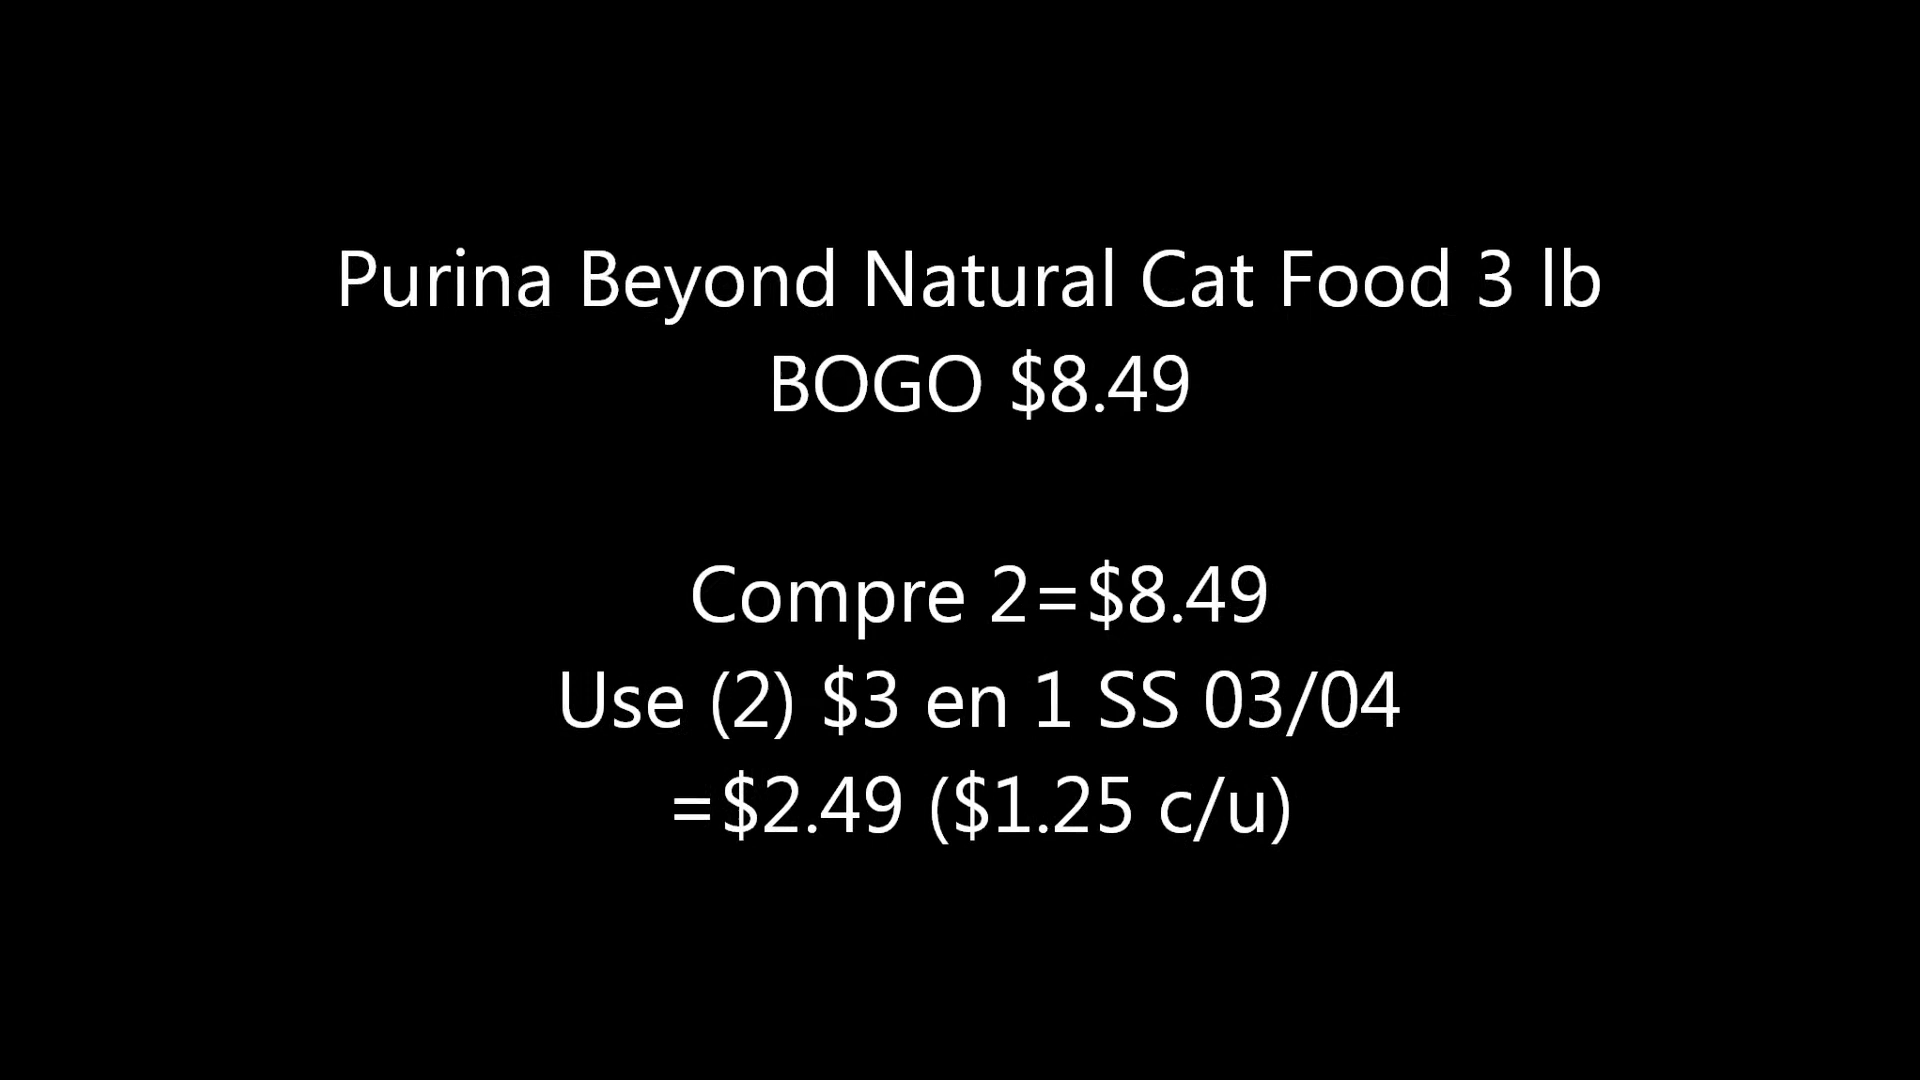 Purina Beyond Natural Cat Food 3 lb
BOGO $8.49
Compre 2=$8.49
Use (2) $3 en 1 SS 03/04
=$2.49 ($1.25 c/u)